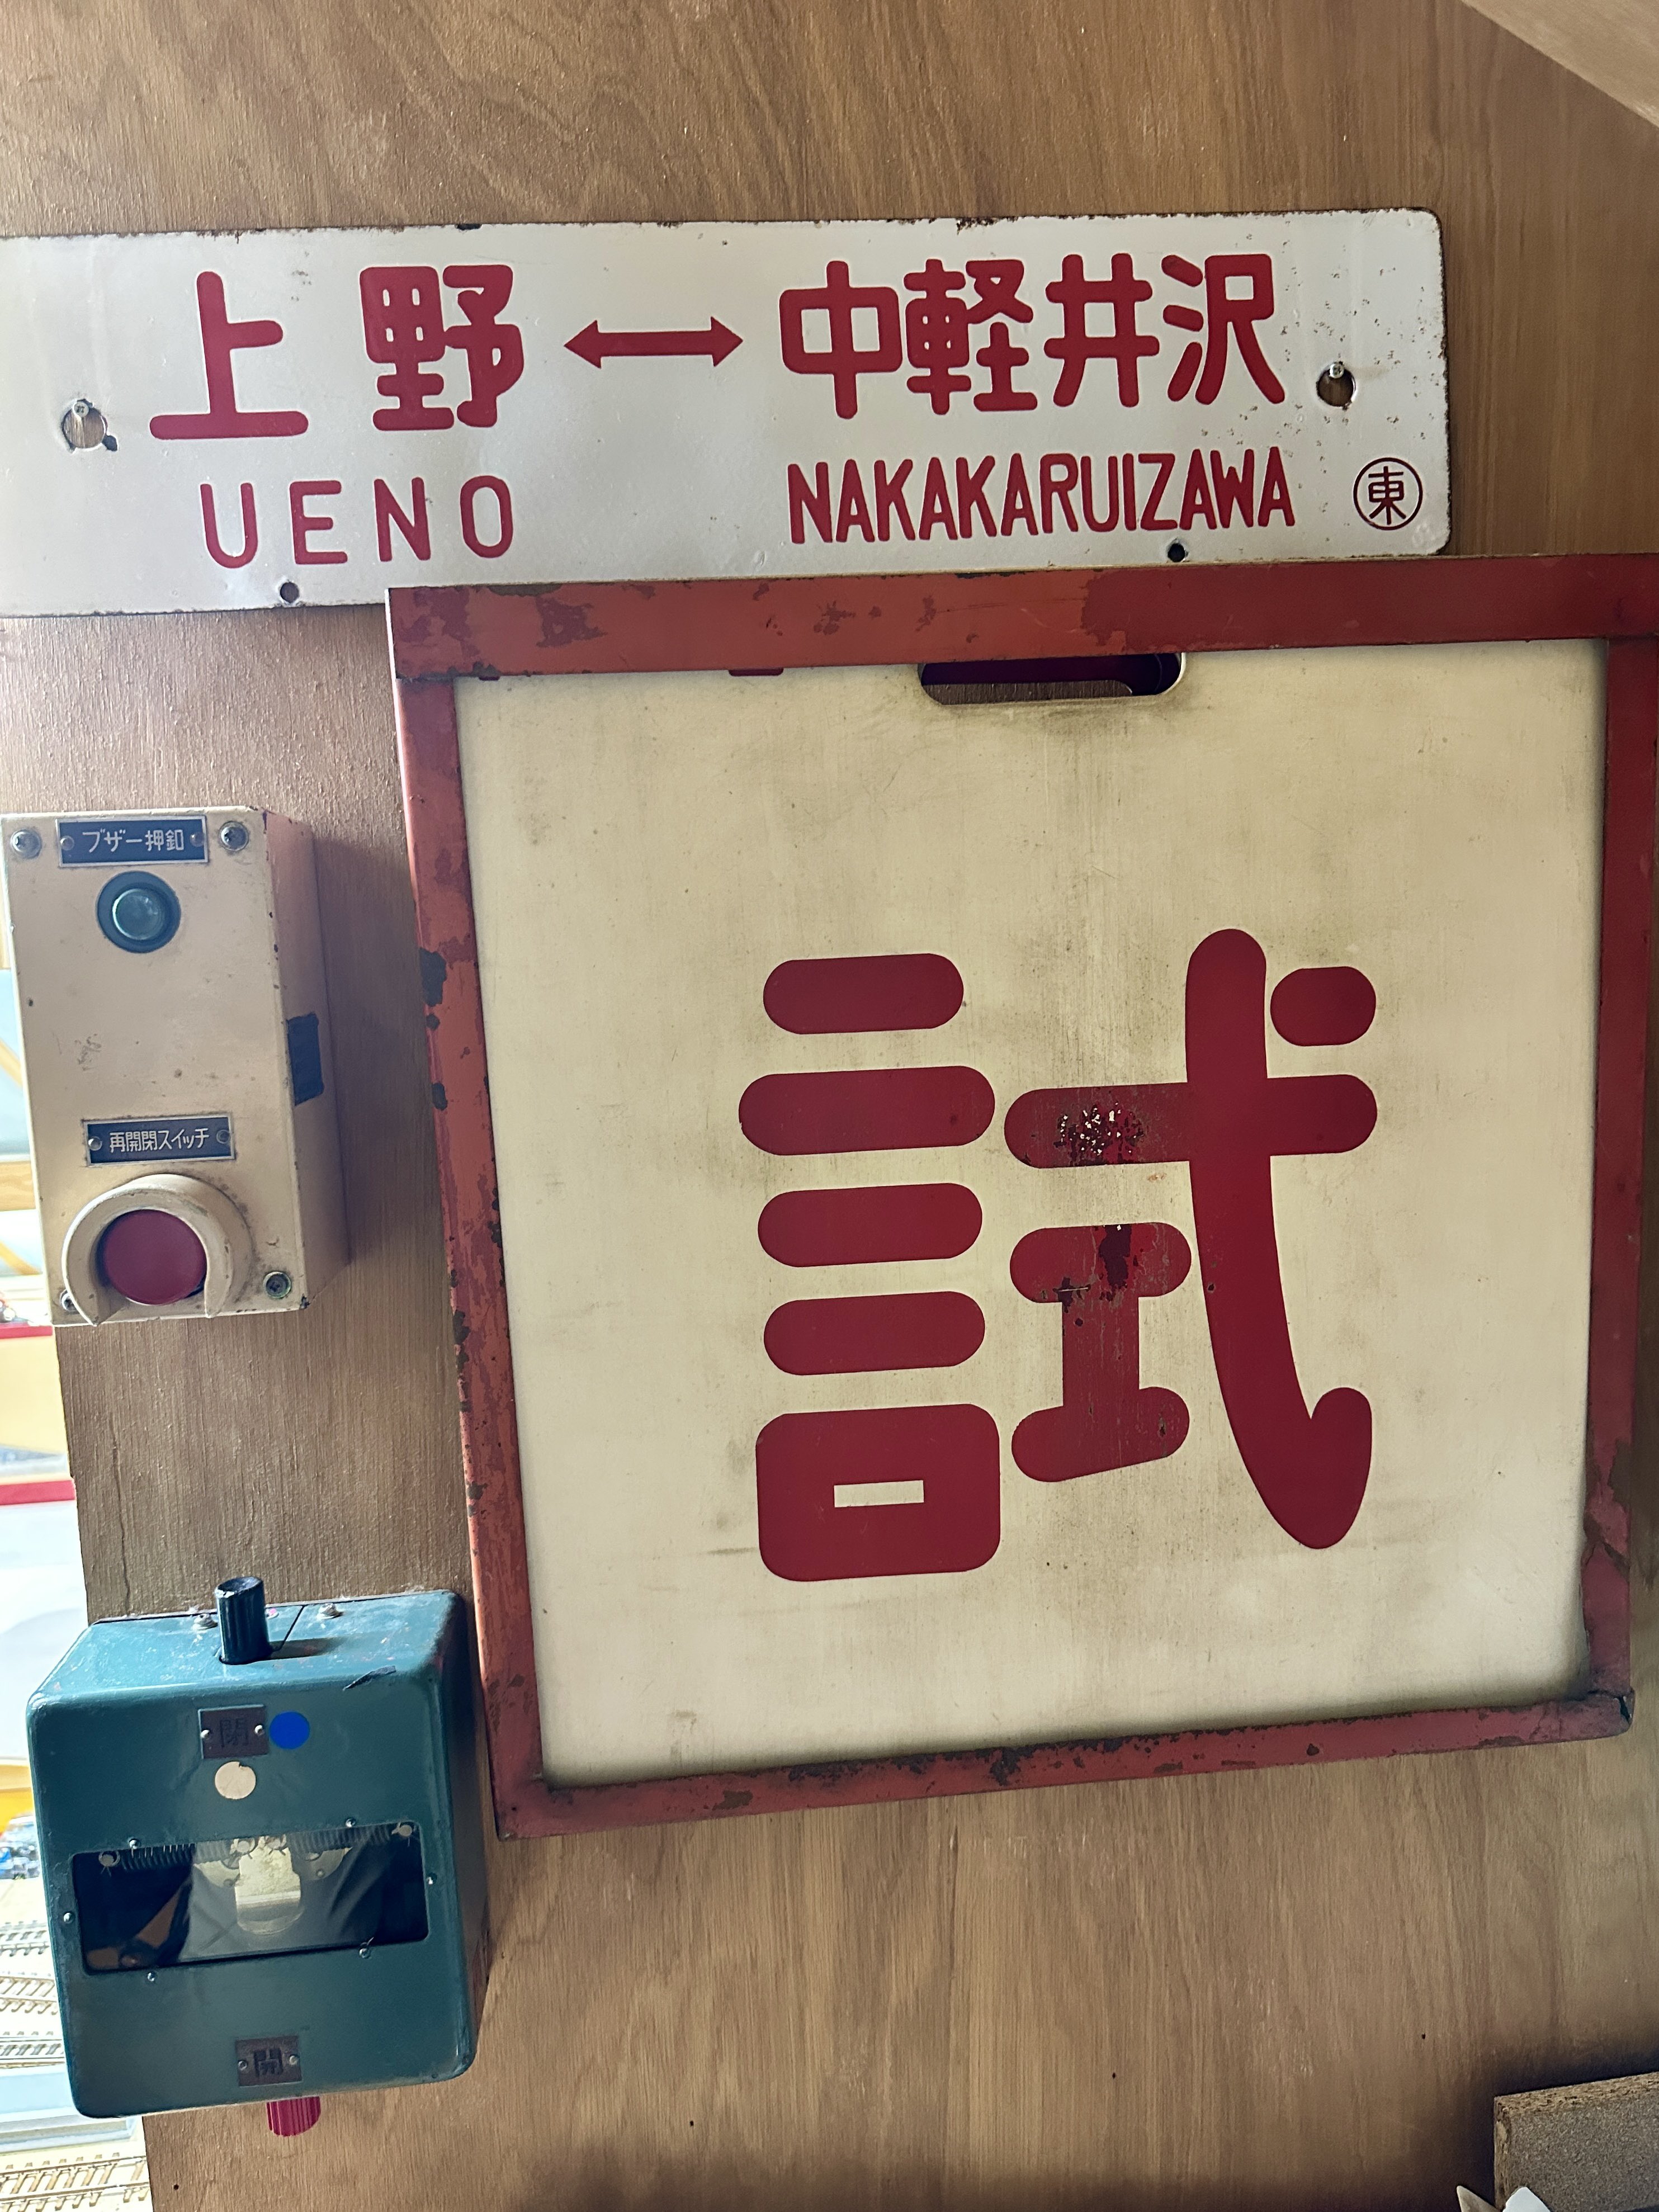 上野↔中軽井沢
UENO NAKAKARUIZAWA 東
ブザー押釦
再開閉スイッチ
試
閉
開